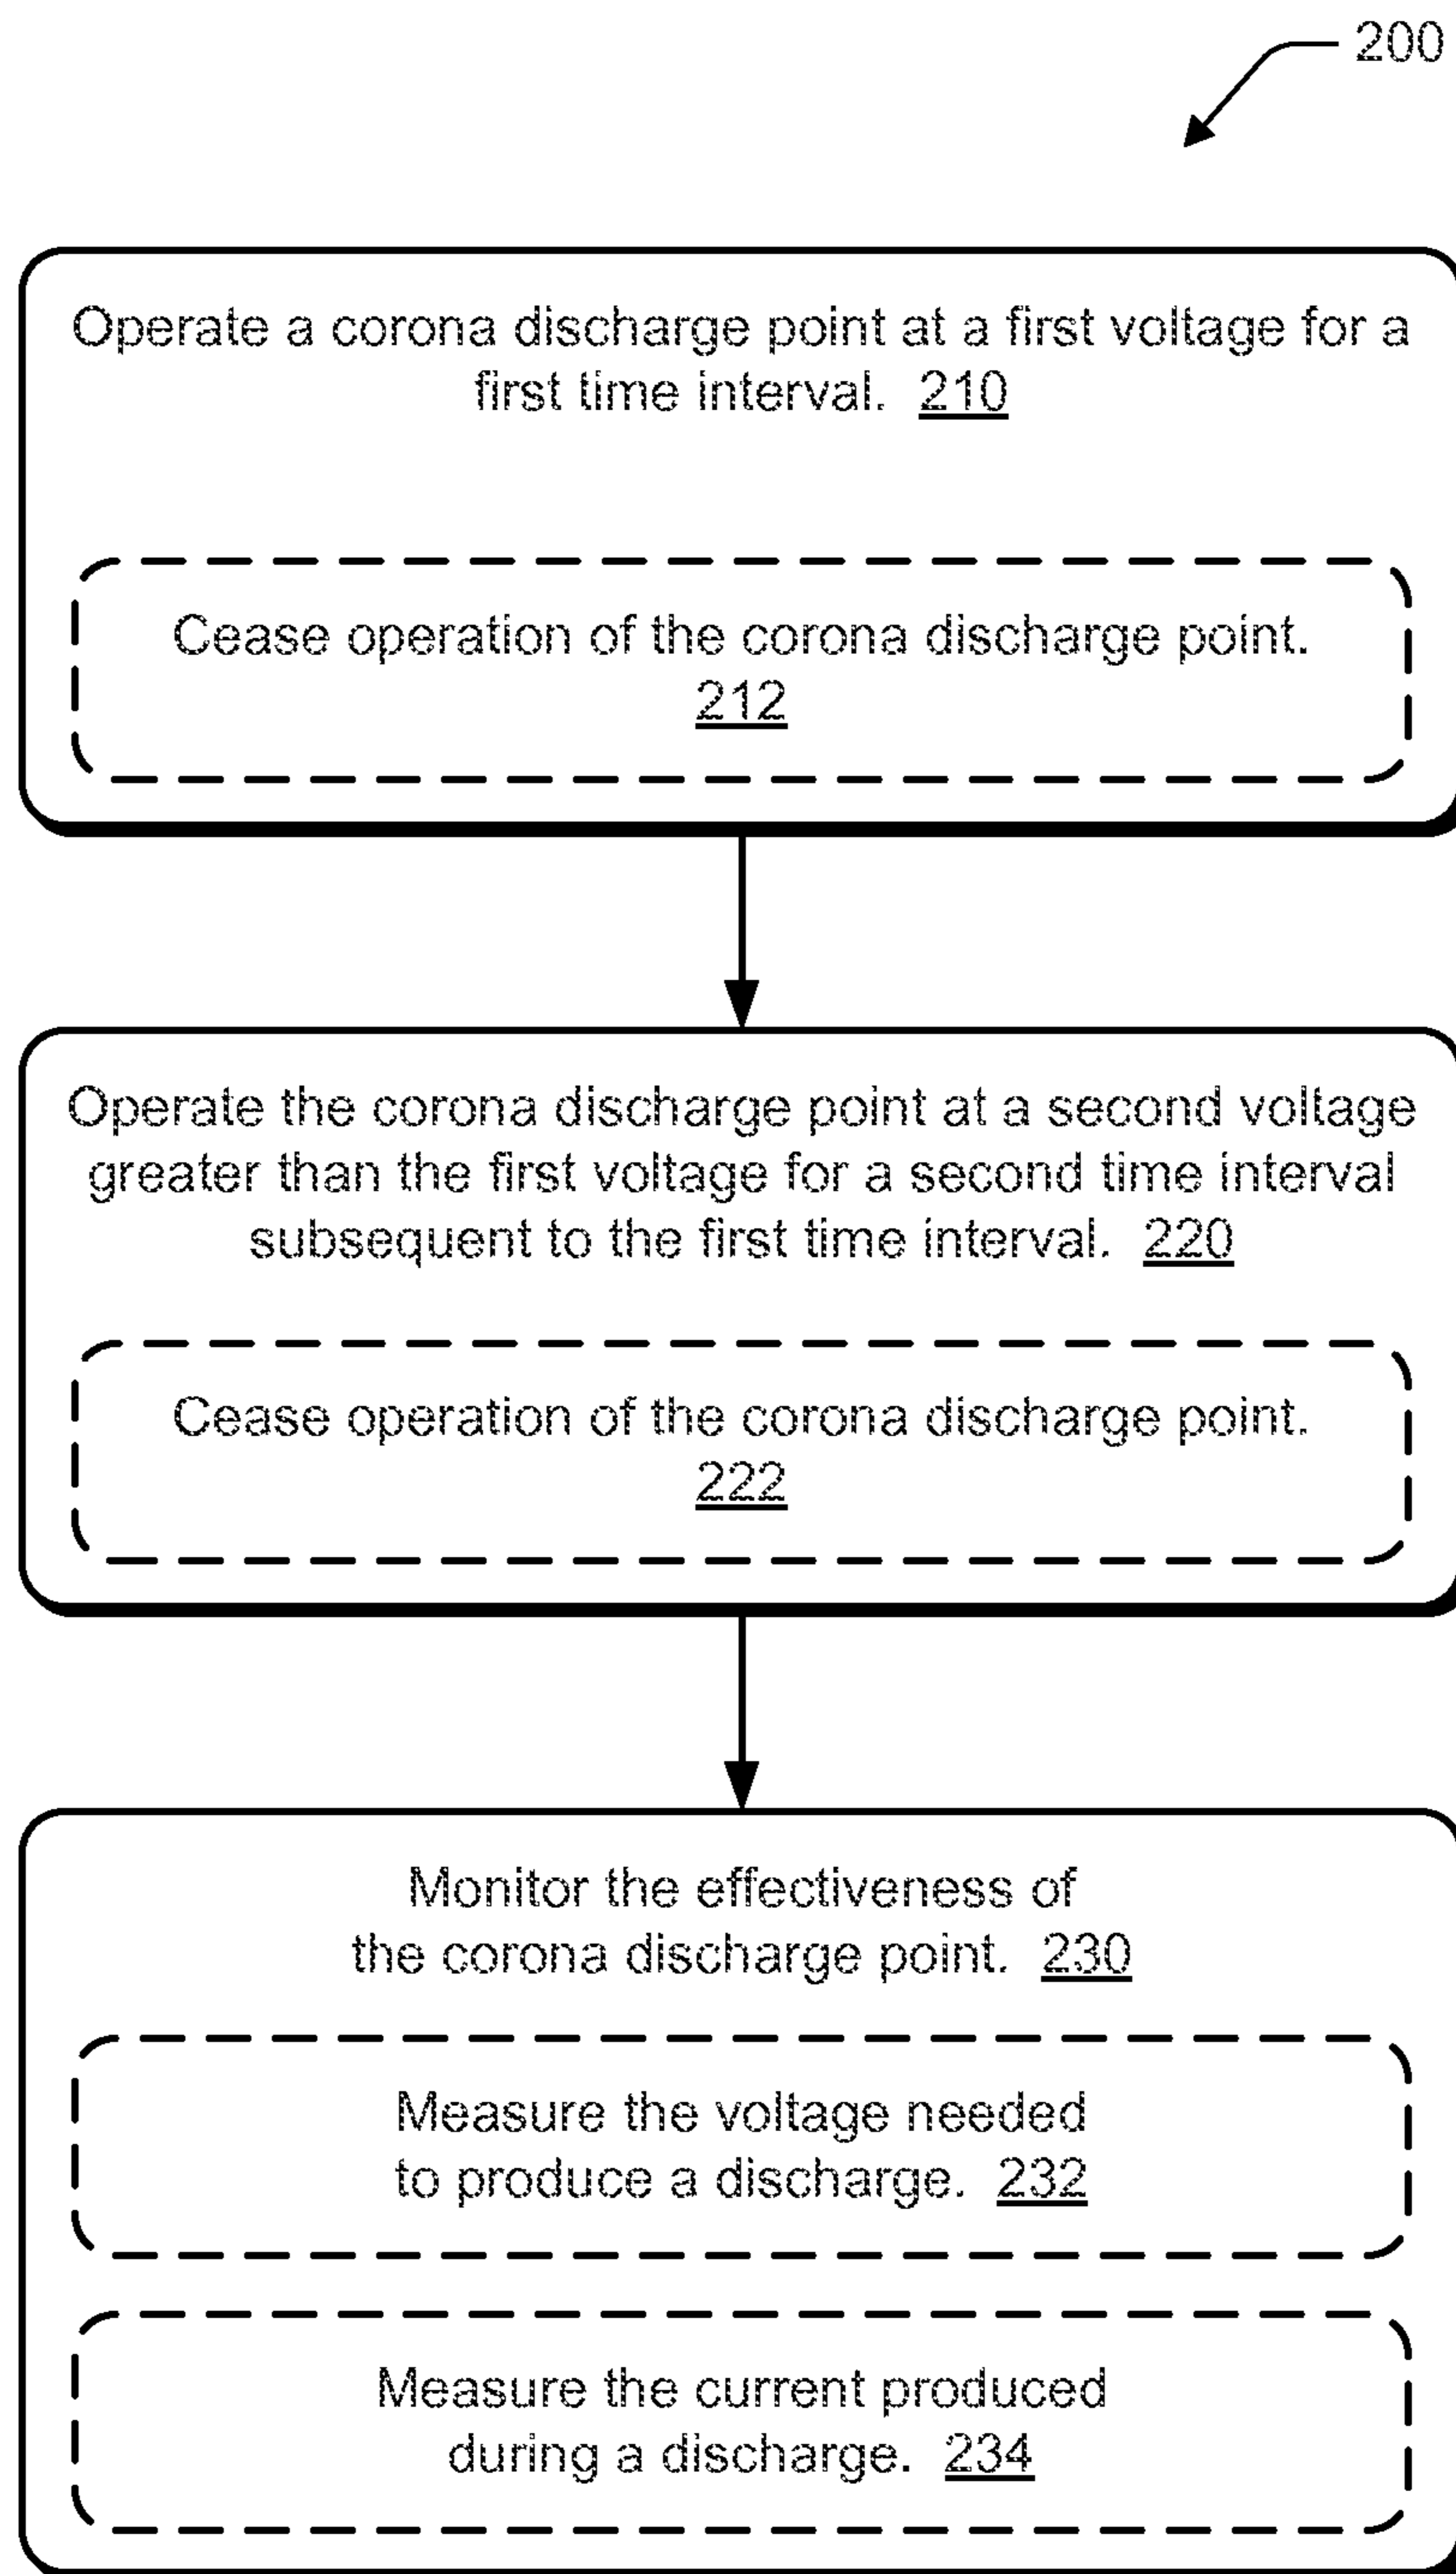 200
Operate a corona discharge point at a first voltage for a
first time interval. 210
Cease operation of the corona discharge point.
212
Operate the corona discharge point at a second voltage
greater than the first voltage for a second time interval
subsequent to the first time interval. 220
Cease operation of the corona discharge point.
222
Monitor the effectiveness of
the corona discharge point. 230
Measure the voltage needed
to produce a discharge. 232
Measure the current produced
during a discharge. 234